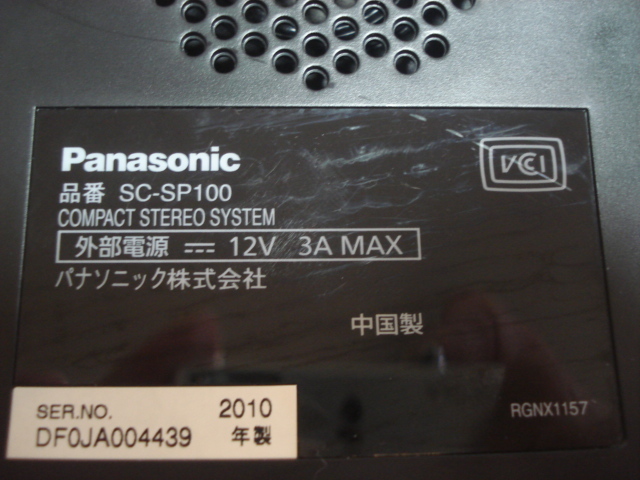 Panasonic
VCI
品番 SC-SP100
COMPACT STEREO SYSTEM
外部電源 ⎓ 12V 3A MAX
パナソニック株式会社
中国製
SER.NO. 2010
DF0JA004439 年製
RGNX1157